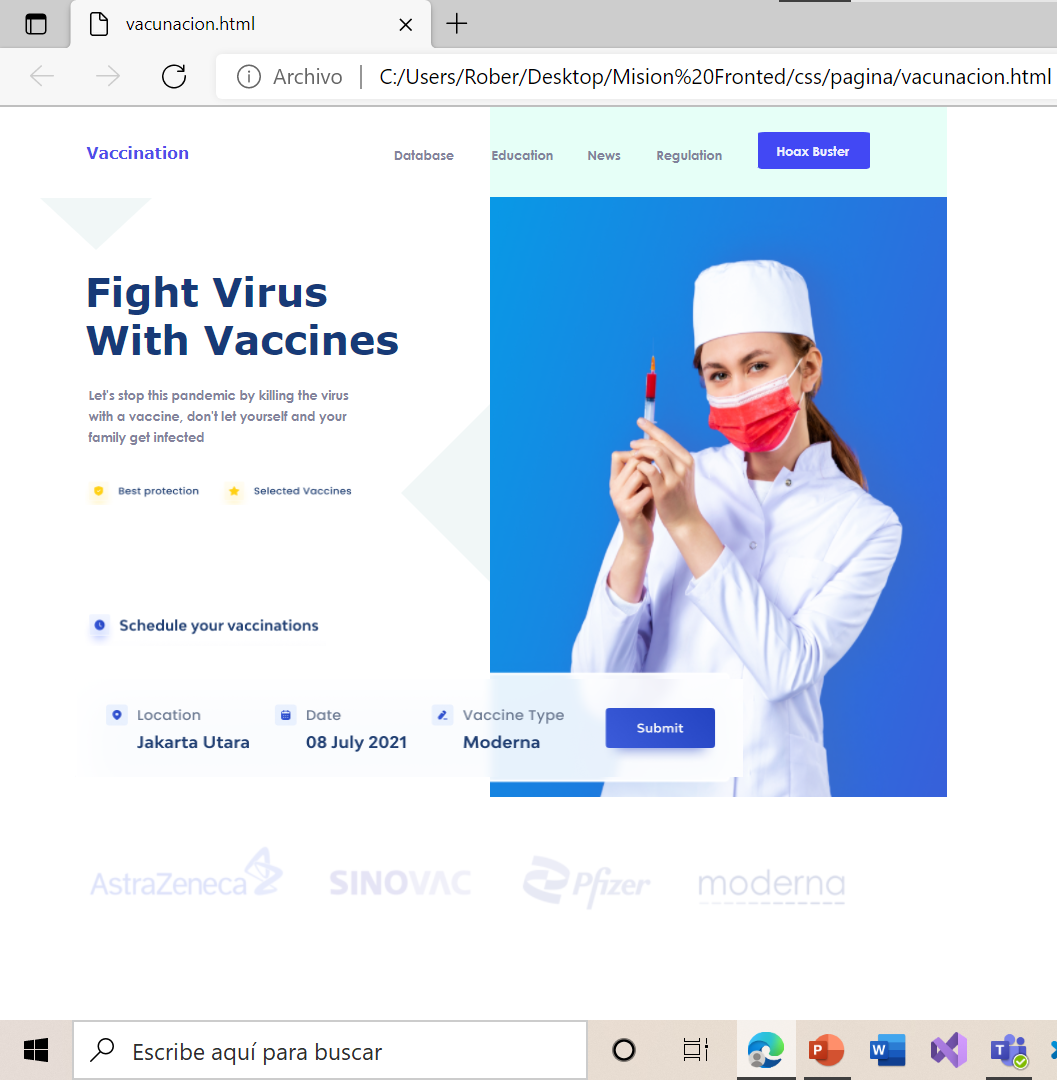 vacunacion.html
Archivo
C:/Users/Rober/Desktop/Mision%20Fronted/css/pagina/vacunacion.html
Vaccination
Database
Education
News
Regulation
Hoax Buster
Fight Virus
With Vaccines
Let's stop this pandemic by killing the virus
with a vaccine, don't let yourself and your
family get infected
Best protection
Selected Vaccines
Schedule your vaccinations
Location
Jakarta Utara
Date
08 July 2021
Vaccine Type
Moderna
Submit
AstraZeneca
SINOVAC
Pfizer
moderna
Escribe aquí para buscar
P
W
T